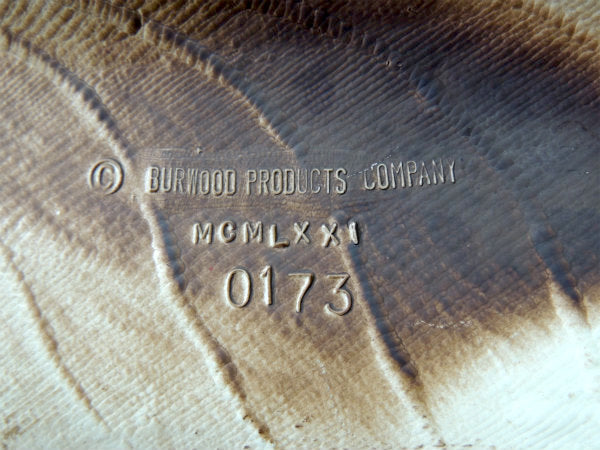 © BURWOOD PRODUCTS COMPANY
MCMLXXI
0173